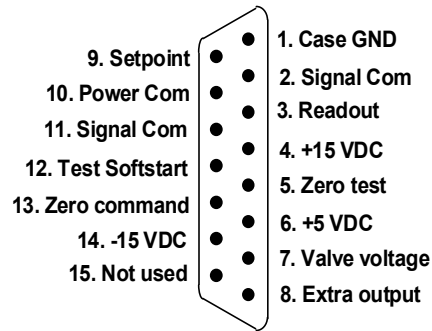 1. Case GND
2. Signal Com
3. Readout
4. +15 VDC
5. Zero test
6. +5 VDC
7. Valve voltage
8. Extra output
9. Setpoint
10. Power Com
11. Signal Com
12. Test Softstart
13. Zero command
14. -15 VDC
15. Not used